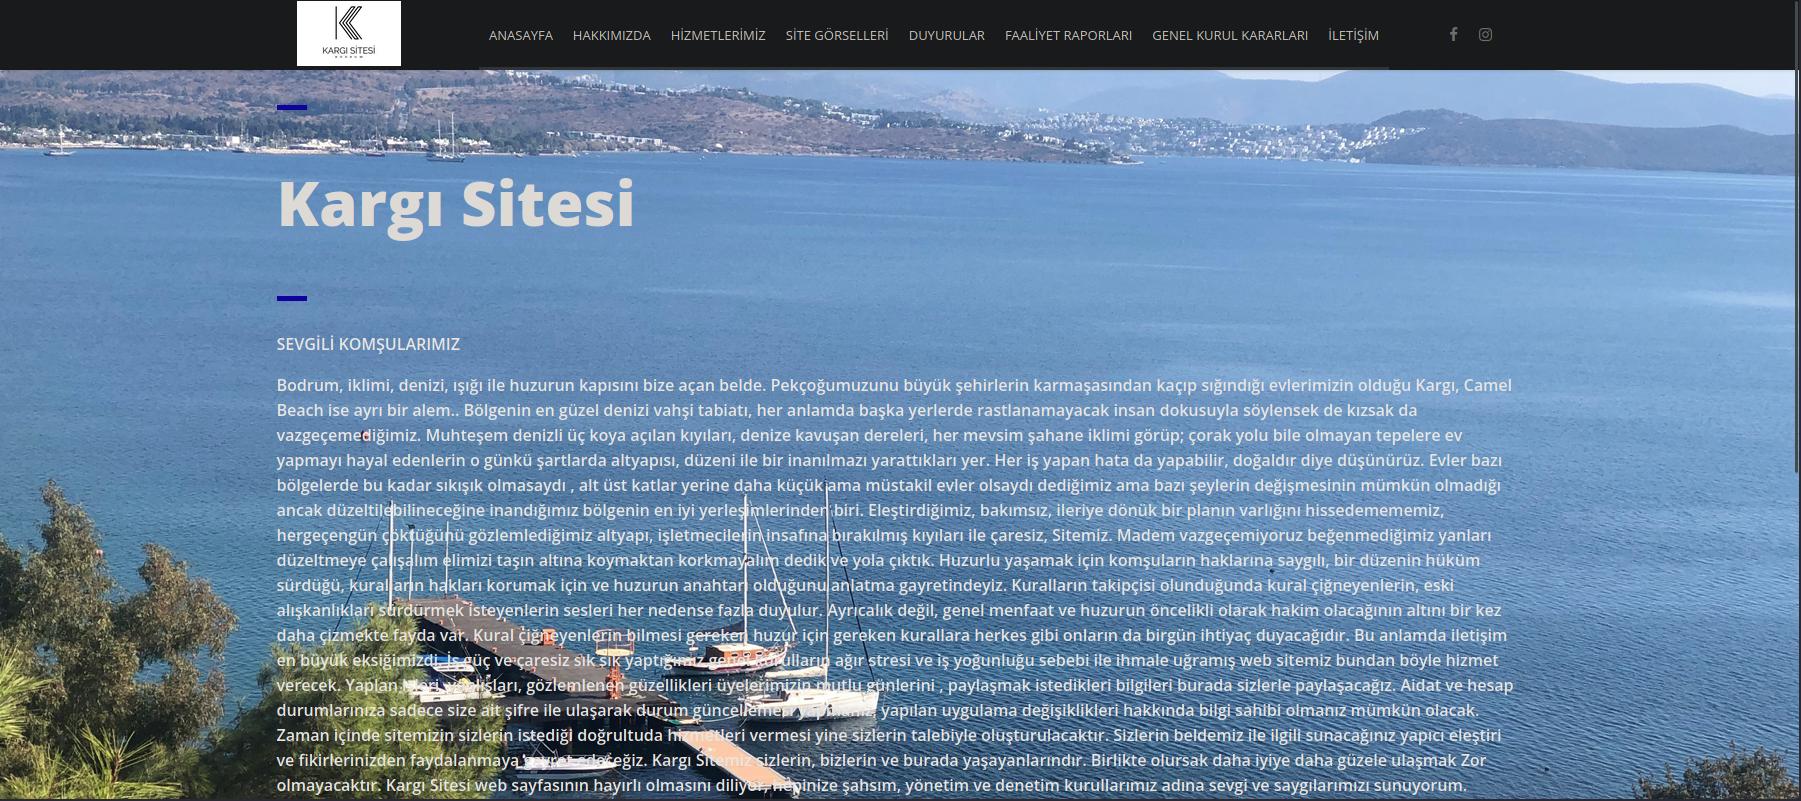 KARGI SİTESİ
BODRUM
ANASAYFA HAKKIMIZDA HİZMETLERİMİZ SİTE GÖRSELLERİ DUYURULAR FAALİYET RAPORLARI GENEL KURUL KARARLARI İLETİŞİM
Kargı Sitesi
SEVGİLİ KOMŞULARIMIZ
Bodrum, iklimi, denizi, ışığı ile huzurun kapısını bize açan belde. Pekçoğumuzunu büyük şehirlerin karmaşasından kaçıp sığındığı evlerimizin olduğu Kargı, Camel
Beach ise ayrı bir alem.. Bölgenin en güzel denizi vahşi tabiatı, her anlamda başka yerlerde rastlanamayacak insan dokusuyla söylensek de kızsak da
vazgeçemediğimiz. Muhteşem denizli üç koya açılan kıyıları, denize kavuşan dereleri, her mevsim şahane iklimi görüp; çorak yolu bile olmayan tepelere ev
yapmayı hayal edenlerin o günkü şartlarda altyapısı, düzeni ile bir inanılmazı yarattıkları yer. Her iş yapan hata da yapabilir, doğaldır diye düşünürüz. Evler bazı
bölgelerde bu kadar sıkışık olmasaydı , alt üst katlar yerine daha küçük ama müstakil evler olsaydı dediğimiz ama bazı şeylerin değişmesinin mümkün olmadığı
ancak düzeltilebilineceğine inandığımız bölgenin en iyi yerleşimlerinden biri. Eleştirdiğimiz, bakımsız, ileriye dönük bir planın varlığını hissedemememiz,
hergeçengün çöktüğünü gözlemlediğimiz altyapı, işletmecilerin insafına bırakılmış kıyıları ile çaresiz, Sitemiz. Madem vazgeçemiyoruz beğenmediğimiz yanları
düzeltmeye çalışalım elimizi taşın altına koymaktan korkmayalım dedik ve yola çıktık. Huzurlu yaşamak için komşuların haklarına saygılı, bir düzenin hüküm
sürdüğü, kuralların hakları korumak için ve huzurun anahtarı olduğunu anlatma gayretindeyiz. Kuralların takipçisi olunduğunda kural çiğneyenlerin, eski
alışkanlıkları sürdürmek isteyenlerin sesleri her nedense fazla duyulur. Ayrıcalık değil, genel menfaat ve huzurun öncelikli olarak hakim olacağının altını bir kez
daha çizmekte fayda var. Kural çiğneyenlerin bilmesi gereken huzur için gereken kurallara herkes gibi onların da birgün ihtiyaç duyacağıdır. Bu anlamda iletişim
en büyük eksiğimizdi. İş güç ve çaresiz sık sık yaptığımız genel kurulların ağır stresi ve iş yoğunluğu sebebi ile ihmale uğramış web sitemiz bundan böyle hizmet
verecek. gözlemlenen güzellikleri üyelerimizin mutlu günlerini , paylaşmak istedikleri bilgileri burada sizlerle paylaşacağız. Aidat ve hesap
durumlarınıza sadece size ait şifre ile ulaşarak durum yapılan uygulama değişiklikleri hakkında bilgi sahibi olmanız mümkün olacak.
Zaman içinde sitemizin sizlerin istediği doğrultuda hizmetleri vermesi yine sizlerin talebiyle oluşturulacaktır. Sizlerin beldemiz ile ilgili sunacağınız yapıcı eleştiri
ve fikirlerinizden faydalanmaya gayret edeceğiz. Kargı Sitemiz sizlerin, bizlerin ve burada yaşayanlarındır. Birlikte olursak daha iyiye daha güzele ulaşmak Zor
olmayacaktır. Kargı Sitesi web sayfasının hayırlı olmasını diliyor, hepinize şahsım, yönetim ve denetim kurullarımız adına sevgi ve saygılarımızı sunuyorum.